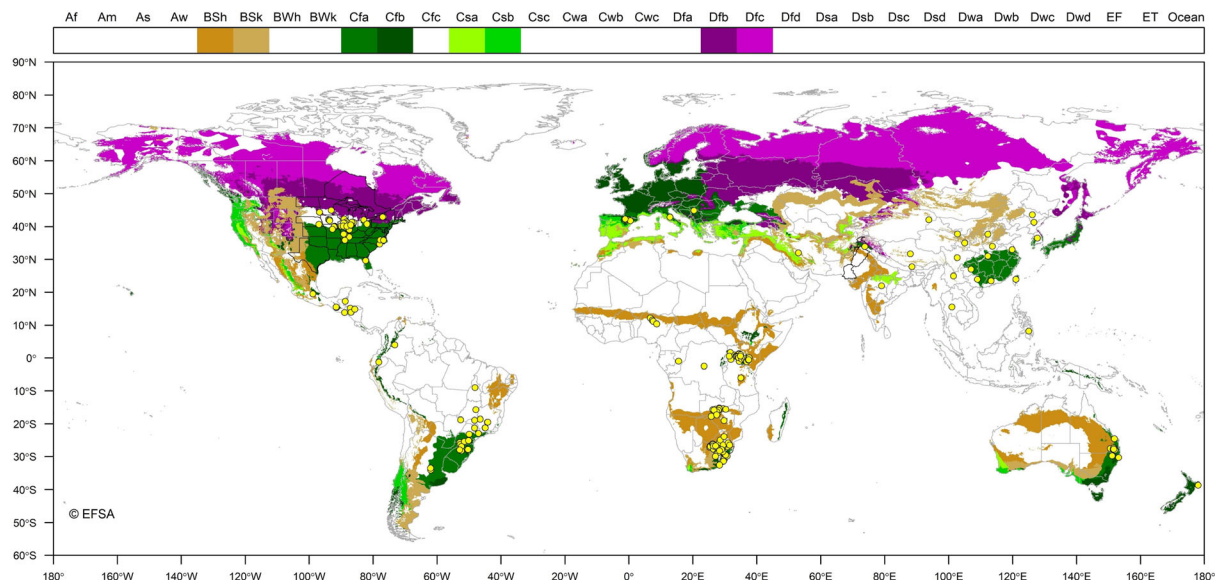 Af Am As Aw BSh BSk BWh BWk Cfa Cfb Cfc Csa Csb Csc Cwa Cwb Cwc Dfa Dfb Dfc Dfd Dsa Dsb Dsc Dsd Dwa Dwb Dwc Dwd EF ET Ocean
90°N
80°N
70°N
60°N
50°N
40°N
30°N
20°N
10°N
0°
10°S
20°S
30°S
40°S
50°S
60°S
© EFSA
180° 160° 140° 120° 100° 80° 60° 40° 20° 0° 20° 40° 60° 80° 100° 120° 140° 160° 180°